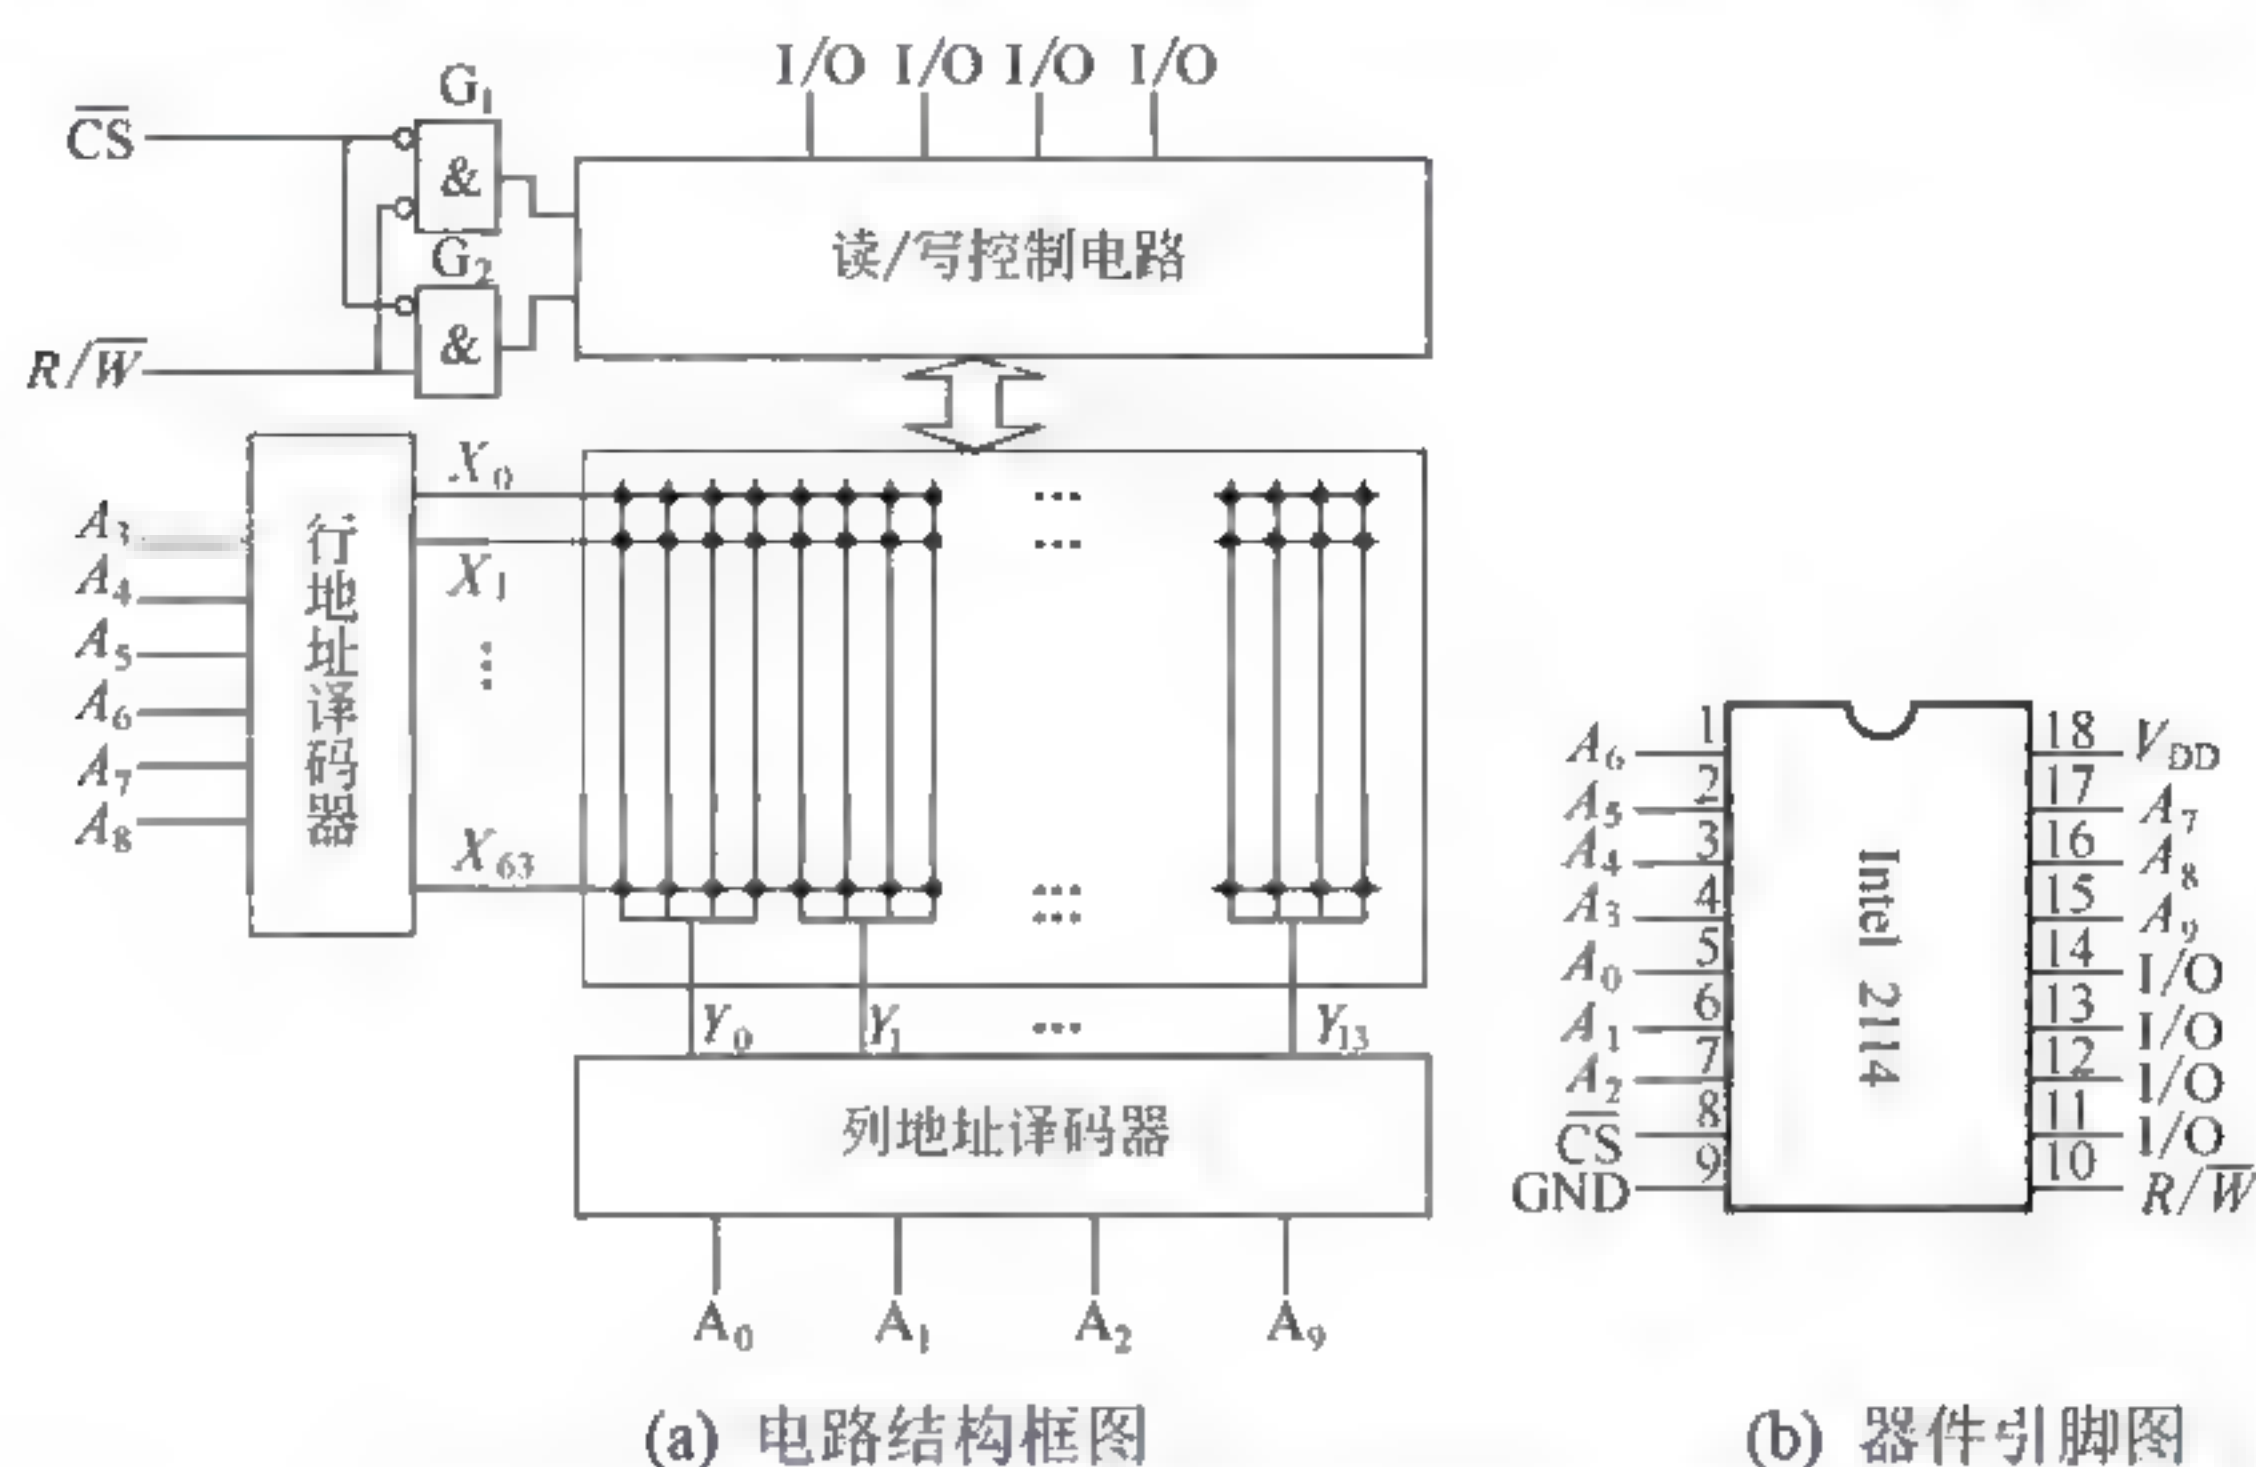 I/O I/O I/O I/O
G₁
C̅S̅
&
G₂
&
R/W̅
读/写控制电路
X₀
X₁
⋮
X₆₃
A₃
A₄
A₅
A₆
A₇
A₈
行地址译码器
...
...
...
...
Y₀ Y₁ ... Y₁₃
列地址译码器
A₀ A₁ A₂ A₉
(a) 电路结构框图
A₆ 1
A₅ 2
A₄ 3
A₃ 4
A₀ 5
A₁ 6
A₂ 7
C̅S̅ 8
GND 9
Intel 2114
18 V_DD
17 A₇
16 A₈
15 A₉
14 I/O
13 I/O
12 I/O
11 I/O
10 R/W̅
(b) 器件引脚图